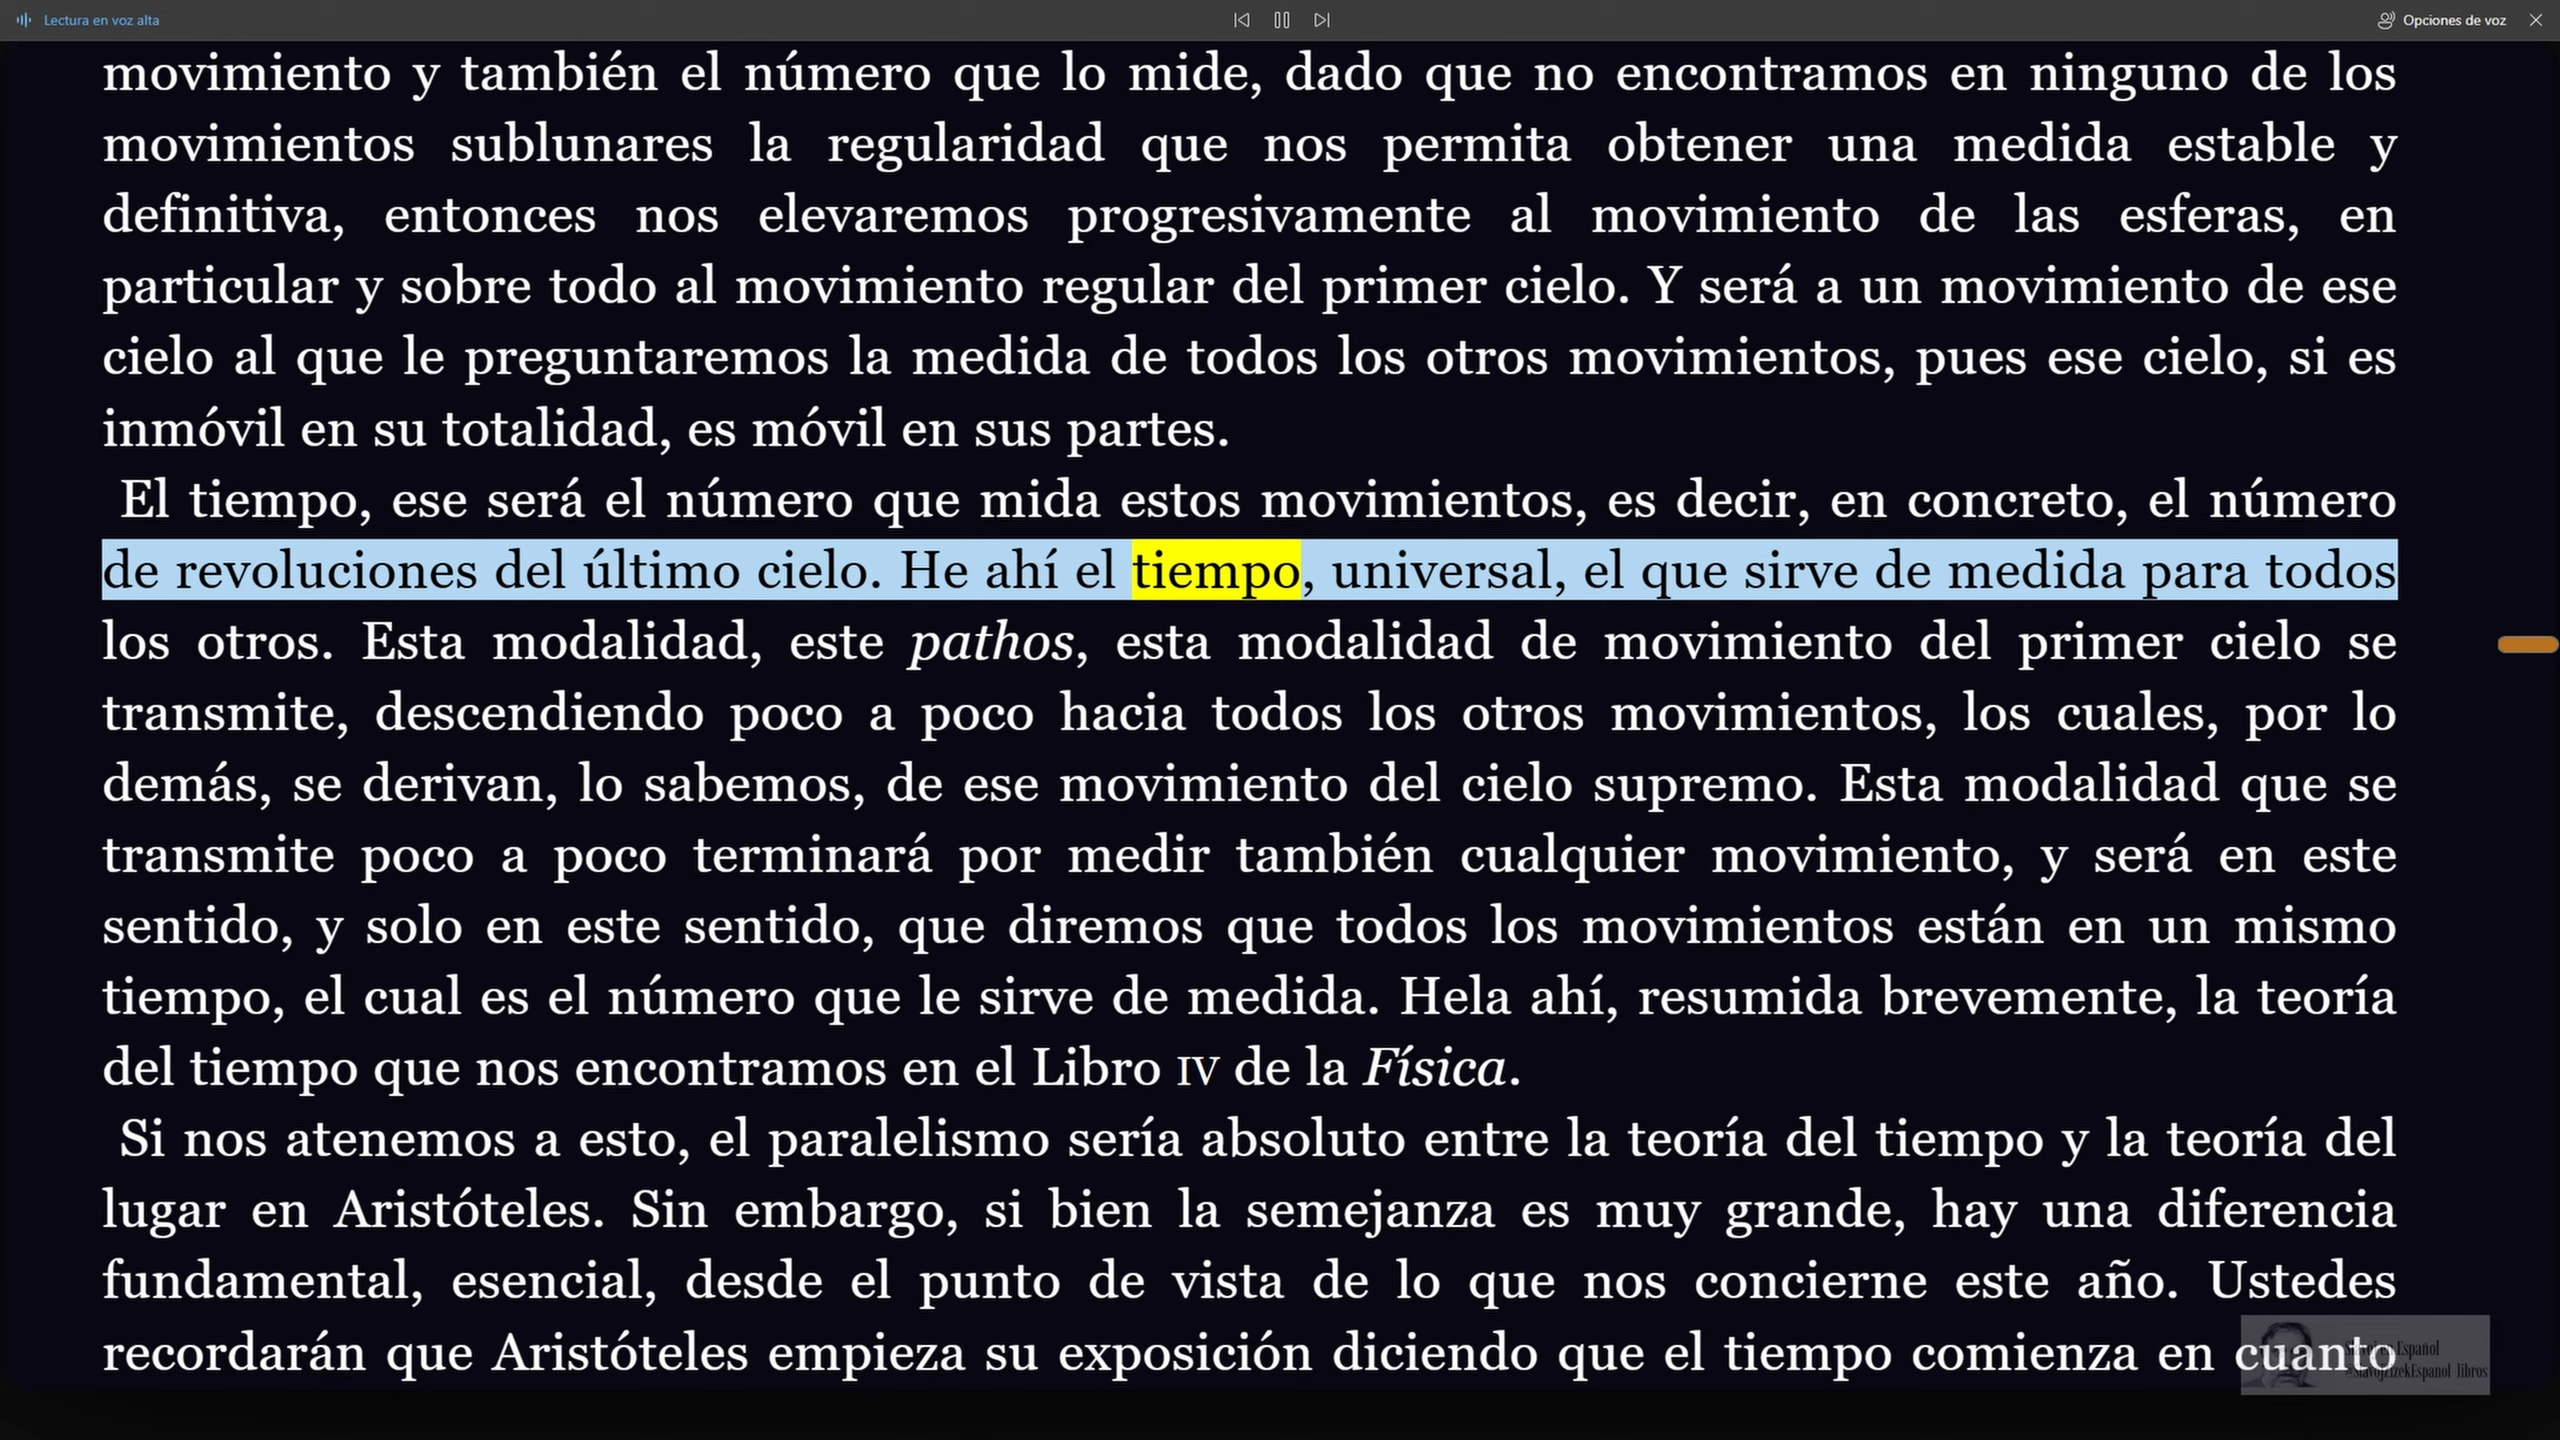 Lectura en voz alta
Opciones de voz
movimiento y también el número que lo mide, dado que no encontramos en ninguno de los
movimientos sublunares la regularidad que nos permita obtener una medida estable y
definitiva, entonces nos elevaremos progresivamente al movimiento de las esferas, en
particular y sobre todo al movimiento regular del primer cielo. Y será a un movimiento de ese
cielo al que le preguntaremos la medida de todos los otros movimientos, pues ese cielo, si es
inmóvil en su totalidad, es móvil en sus partes.
El tiempo, ese será el número que mida estos movimientos, es decir, en concreto, el número
de revoluciones del último cielo. He ahí el tiempo, universal, el que sirve de medida para todos
los otros. Esta modalidad, este pathos, esta modalidad de movimiento del primer cielo se
transmite, descendiendo poco a poco hacia todos los otros movimientos, los cuales, por lo
demás, se derivan, lo sabemos, de ese movimiento del cielo supremo. Esta modalidad que se
transmite poco a poco terminará por medir también cualquier movimiento, y será en este
sentido, y solo en este sentido, que diremos que todos los movimientos están en un mismo
tiempo, el cual es el número que le sirve de medida. Hela ahí, resumida brevemente, la teoría
del tiempo que nos encontramos en el Libro IV de la Física.
Si nos atenemos a esto, el paralelismo sería absoluto entre la teoría del tiempo y la teoría del
lugar en Aristóteles. Sin embargo, si bien la semejanza es muy grande, hay una diferencia
fundamental, esencial, desde el punto de vista de lo que nos concierne este año. Ustedes
recordarán que Aristóteles empieza su exposición diciendo que el tiempo comienza en cuanto
Español